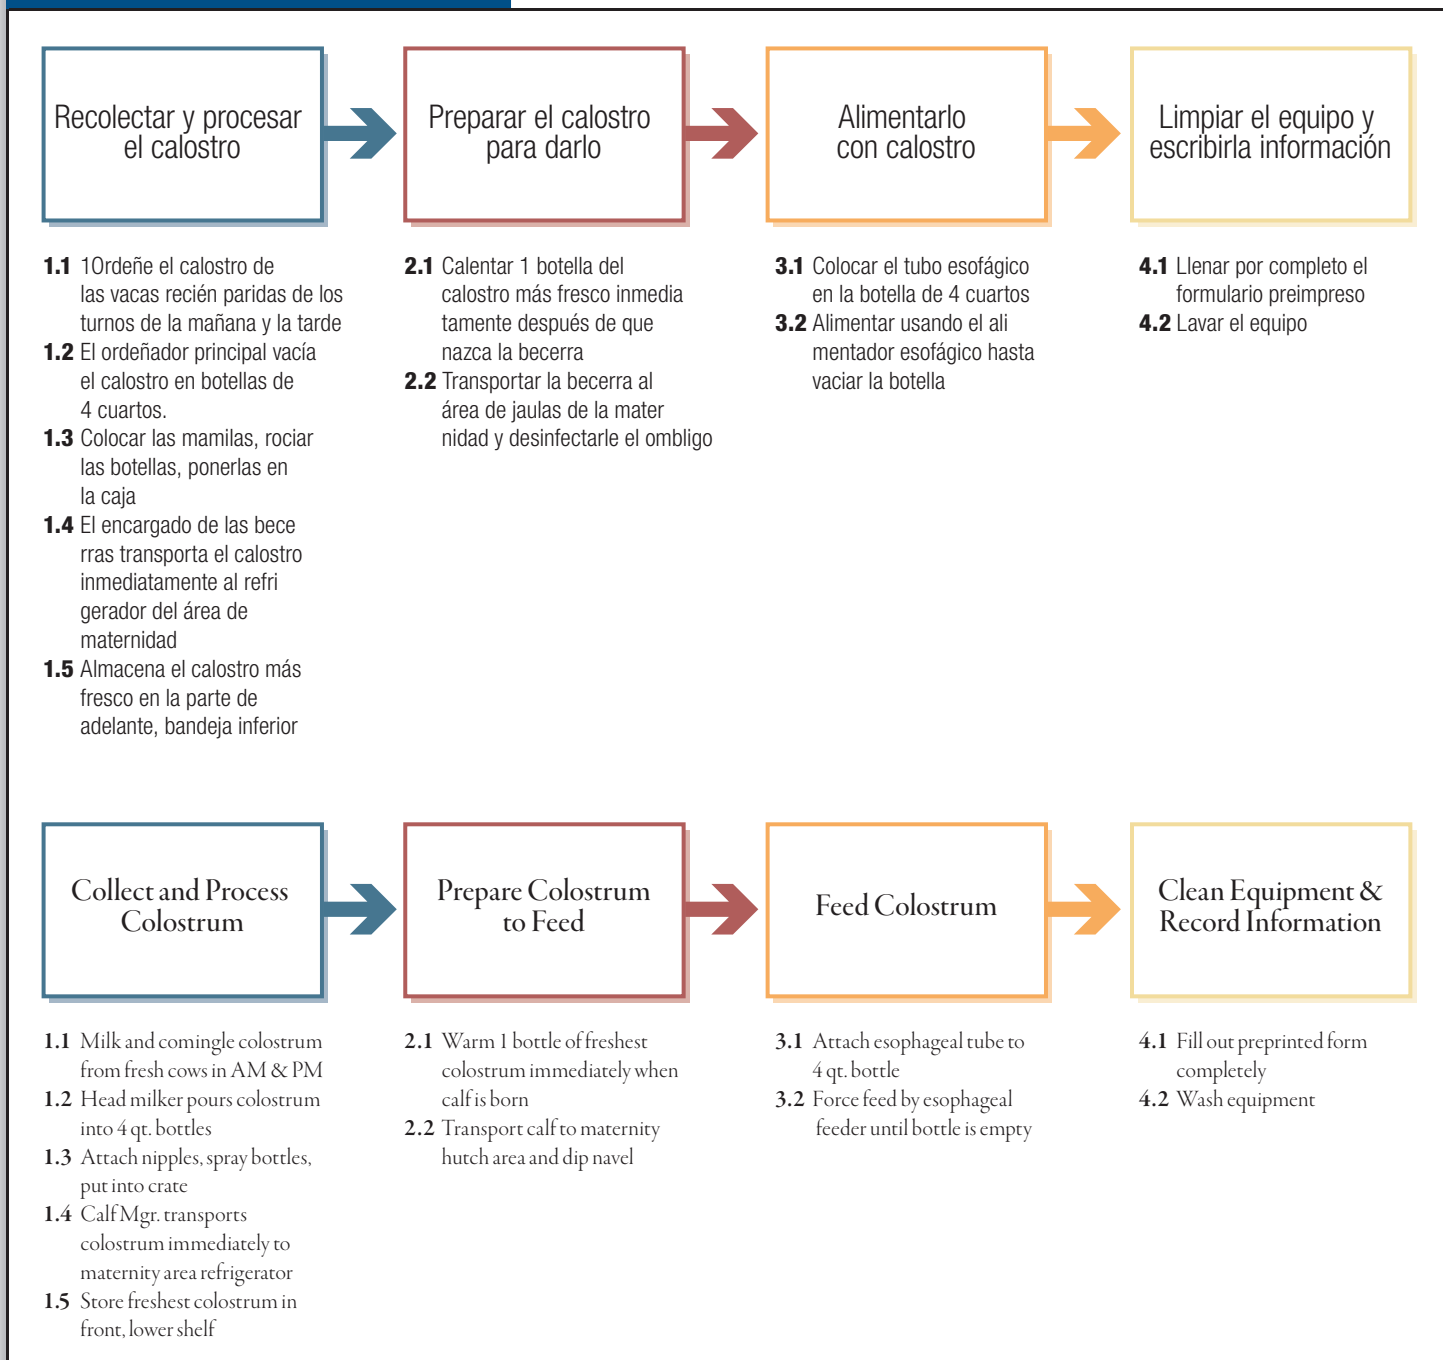 Recolectar y procesar
el calostro
Preparar el calostro
para darlo
Alimentarlo
con calostro
Limpiar el equipo y
escribirla información
1.1 1Ordeñe el calostro de
las vacas recién paridas de los
turnos de la mañana y la tarde
1.2 El ordeñador principal vacía
el calostro en botellas de
4 cuartos.
1.3 Colocar las mamilas, rociar
las botellas, ponerlas en
la caja
1.4 El encargado de las bece
rras transporta el calostro
inmediatamente al refri
gerador del área de
maternidad
1.5 Almacena el calostro más
fresco en la parte de
adelante, bandeja inferior
2.1 Calentar 1 botella del
calostro más fresco inmedia
tamente después de que
nazca la becerra
2.2 Transportar la becerra al
área de jaulas de la mater
nidad y desinfectarle el ombligo
3.1 Colocar el tubo esofágico
en la botella de 4 cuartos
3.2 Alimentar usando el ali
mentador esofágico hasta
vaciar la botella
4.1 Llenar por completo el
formulario preimpreso
4.2 Lavar el equipo
Collect and Process
Colostrum
Prepare Colostrum
to Feed
Feed Colostrum
Clean Equipment &
Record Information
1.1 Milk and comingle colostrum
from fresh cows in AM & PM
1.2 Head milker pours colostrum
into 4 qt. bottles
1.3 Attach nipples, spray bottles,
put into crate
1.4 Calf Mgr. transports
colostrum immediately to
maternity area refrigerator
1.5 Store freshest colostrum in
front, lower shelf
2.1 Warm 1 bottle of freshest
colostrum immediately when
calf is born
2.2 Transport calf to maternity
hutch area and dip navel
3.1 Attach esophageal tube to
4 qt. bottle
3.2 Force feed by esophageal
feeder until bottle is empty
4.1 Fill out preprinted form
completely
4.2 Wash equipment